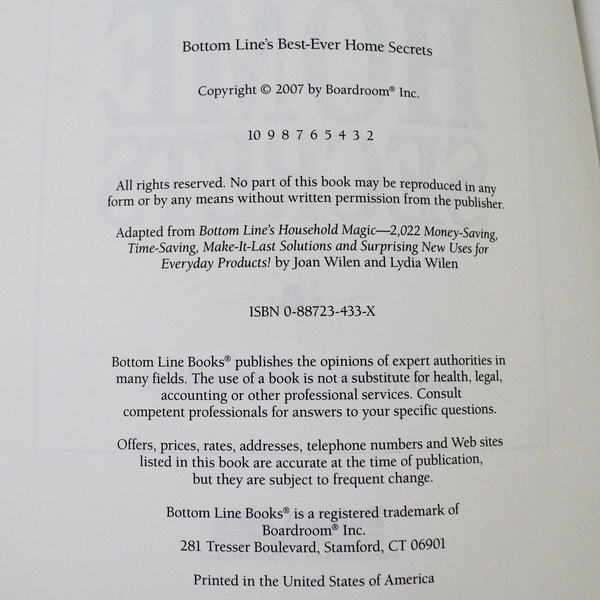 Bottom Line's Best-Ever Home Secrets
Copyright © 2007 by Boardroom® Inc.
10 9 8 7 6 5 4 3 2
All rights reserved. No part of this book may be reproduced in any
form or by any means without written permission from the publisher.
Adapted from Bottom Line's Household Magic—2,022 Money-Saving,
Time-Saving, Make-It-Last Solutions and Surprising New Uses for
Everyday Products! by Joan Wilen and Lydia Wilen
ISBN 0-88723-433-X
Bottom Line Books® publishes the opinions of expert authorities in
many fields. The use of a book is not a substitute for health, legal,
accounting or other professional services. Consult
competent professionals for answers to your specific questions.
Offers, prices, rates, addresses, telephone numbers and Web sites
listed in this book are accurate at the time of publication,
but they are subject to frequent change.
Bottom Line Books® is a registered trademark of
Boardroom® Inc.
281 Tresser Boulevard, Stamford, CT 06901
Printed in the United States of America